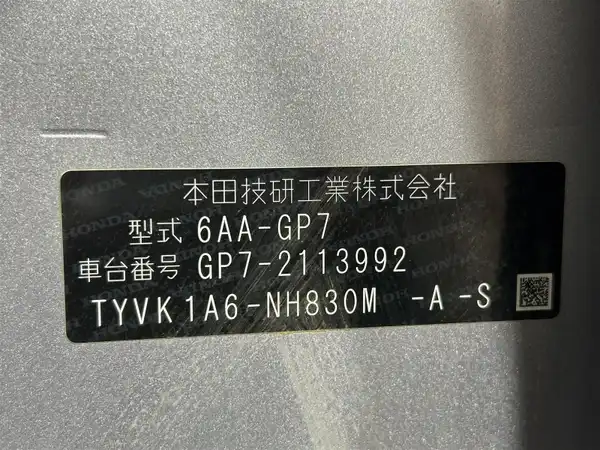 本田技研工業株式会社
型式 6AA-GP7
車台番号 GP7-2113992
TYVK1A6-NH830M -A-S